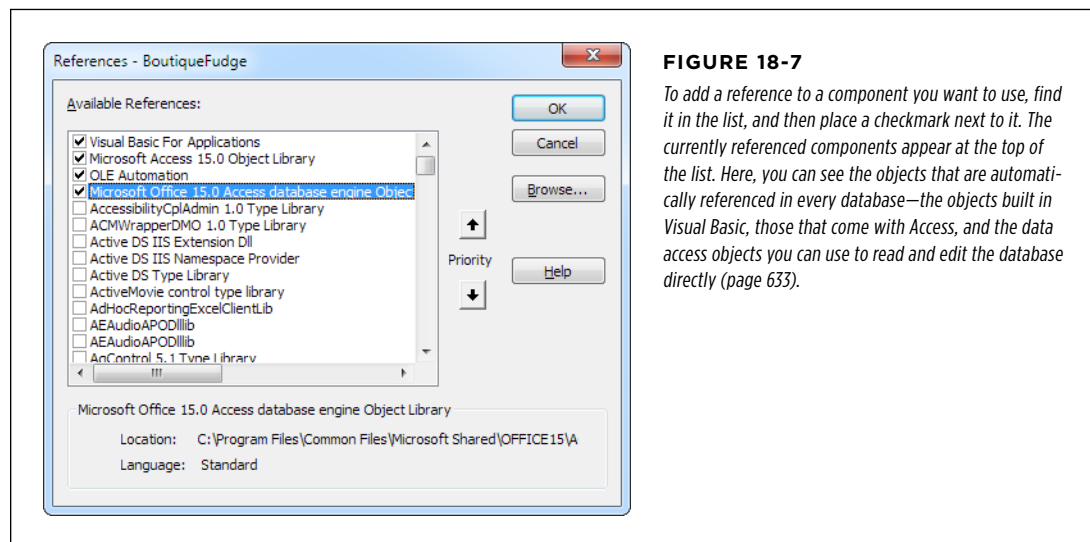 References - BoutiqueFudge
Available References:
Visual Basic For Applications
Microsoft Access 15.0 Object Library
OLE Automation
Microsoft Office 15.0 Access database engine Objec
AccessibilityCplAdmin 1.0 Type Library
ACMWrapperDMO 1.0 Type Library
Active DS IIS Extension Dll
Active DS IIS Namespace Provider
Active DS Type Library
ActiveMovie control type library
AdHocReportingExcelClientLib
AEAudioAPODlllib
AEAudioAPODlllib
AgControl 5.1 Type Library
OK
Cancel
Browse...
Priority
Help
Microsoft Office 15.0 Access database engine Object Library
Location: C:\Program Files\Common Files\Microsoft Shared\OFFICE15\A
Language: Standard
FIGURE 18-7
To add a reference to a component you want to use, find
it in the list, and then place a checkmark next to it. The
currently referenced components appear at the top of
the list. Here, you can see the objects that are automati-
cally referenced in every database—the objects built in
Visual Basic, those that come with Access, and the data
access objects you can use to read and edit the database
directly (page 633).